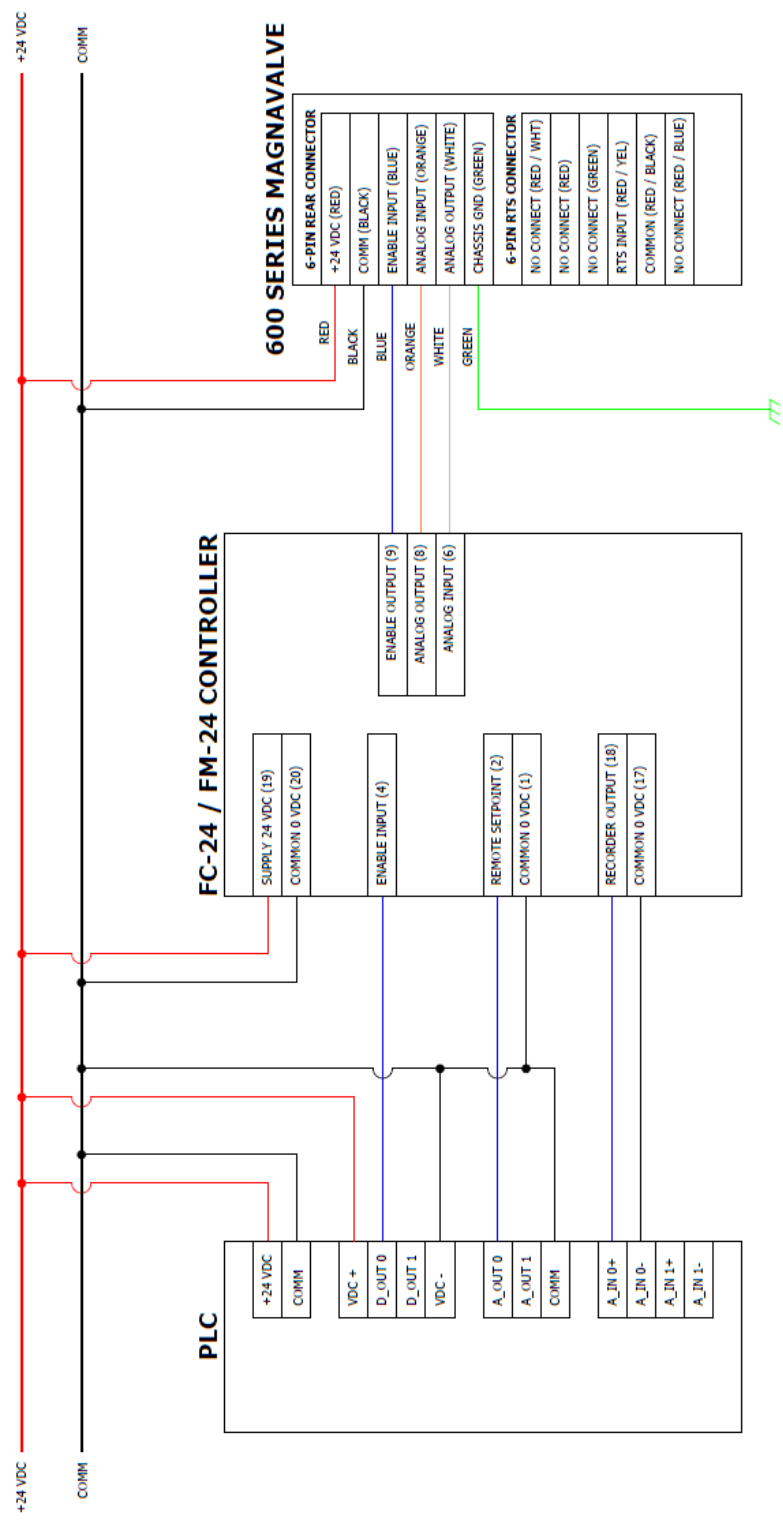 +24 VDC
+24 VDC
COMM
COMM
PLC
+24 VDC
COMM
VDC +
D_OUT 0
D_OUT 1
VDC -
A_OUT 0
A_OUT 1
COMM
A_IN 0+
A_IN 0-
A_IN 1+
A_IN 1-
FC-24 / FM-24 CONTROLLER
SUPPLY 24 VDC (19)
COMMON 0 VDC (20)
ENABLE INPUT (4)
REMOTE SETPOINT (2)
COMMON 0 VDC (1)
RECORDER OUTPUT (18)
COMMON 0 VDC (17)
ENABLE OUTPUT (9)
ANALOG OUTPUT (8)
ANALOG INPUT (6)
RED
BLACK
BLUE
ORANGE
WHITE
GREEN
600 SERIES MAGNAVALVE
6-PIN REAR CONNECTOR
+24 VDC (RED)
COMM (BLACK)
ENABLE INPUT (BLUE)
ANALOG INPUT (ORANGE)
ANALOG OUTPUT (WHITE)
CHASSIS GND (GREEN)
6-PIN RTS CONNECTOR
NO CONNECT (RED / WHT)
NO CONNECT (RED)
NO CONNECT (GREEN)
RTS INPUT (RED / YEL)
COMMON (RED / BLACK)
NO CONNECT (RED / BLUE)